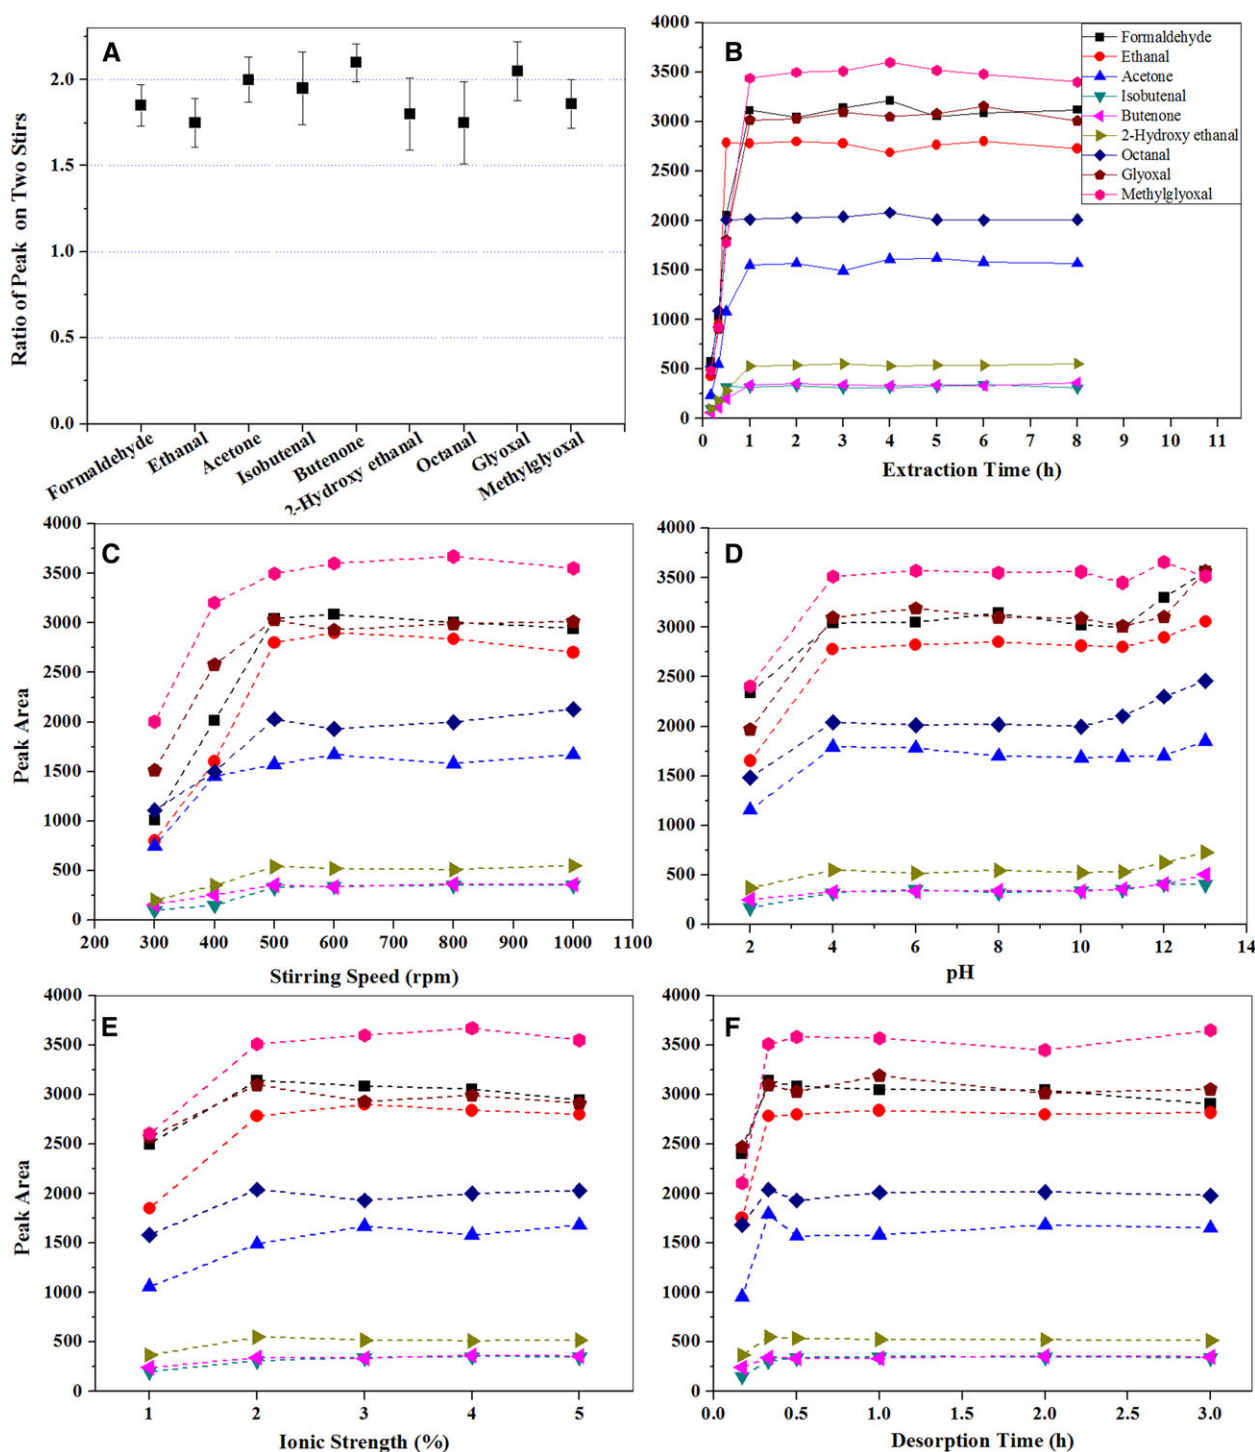 A
Ratio of Peak on Two Stirs
2.0
1.5
1.0
0.5
0.0
Formaldehyde
Ethanal
Acetone
Isobutenal
Butenone
2-Hydroxy ethanal
Octanal
Glyoxal
Methylglyoxal
B
4000
3500
3000
2500
2000
1500
1000
500
0
0 1 2 3 4 5 6 7 8 9 10 11
Extraction Time (h)
Formaldehyde
Ethanal
Acetone
Isobutenal
Butenone
2-Hydroxy ethanal
Octanal
Glyoxal
Methylglyoxal
C
Peak Area
4000
3500
3000
2500
2000
1500
1000
500
0
200 300 400 500 600 700 800 900 1000 1100
Stirring Speed (rpm)
D
4000
3500
3000
2500
2000
1500
1000
500
0
2 4 6 8 10 12 14
pH
E
Peak Area
4000
3500
3000
2500
2000
1500
1000
500
0
1 2 3 4 5
Ionic Strength (%)
F
4000
3500
3000
2500
2000
1500
1000
500
0
0.0 0.5 1.0 1.5 2.0 2.5 3.0
Desorption Time (h)